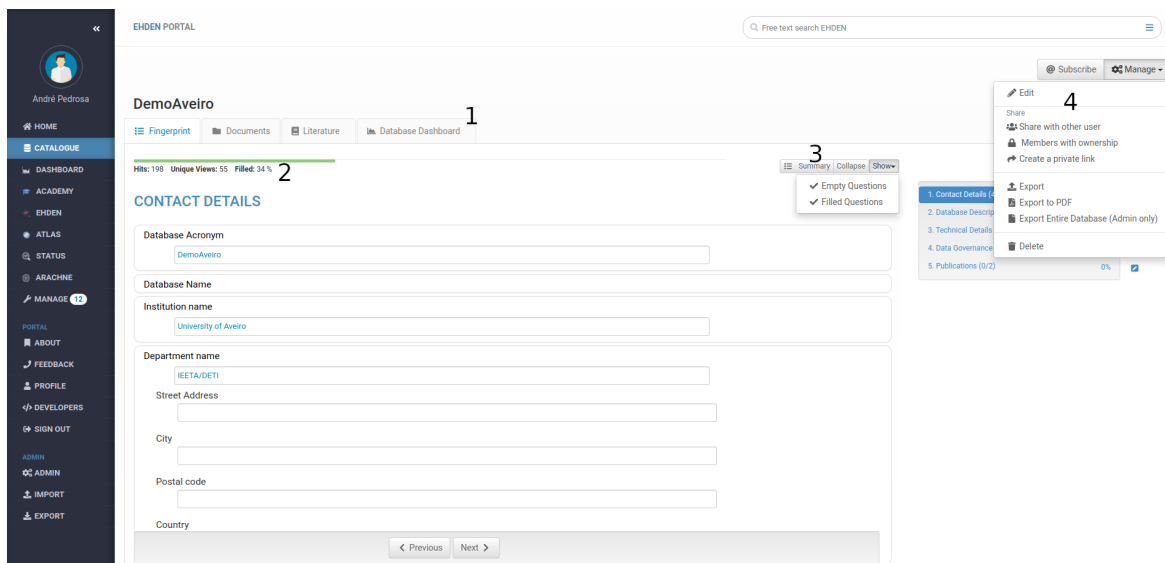 «
EHDEN PORTAL
Free text search EHDEN
@ Subscribe
Manage
André Pedrosa
DemoAveiro
1
Fingerprint
Documents
Literature
Database Dashboard
HOME
CATALOGUE
DASHBOARD
ACADEMY
EHDEN
ATLAS
STATUS
ARACHNE
MANAGE 12
PORTAL
ABOUT
FEEDBACK
PROFILE
DEVELOPERS
SIGN OUT
ADMIN
ADMIN
IMPORT
EXPORT
Hits: 198 Unique Views: 55 Filled: 34 %
2
3
Summary Collapse Show
Empty Questions
Filled Questions
CONTACT DETAILS
Database Acronym
DemoAveiro
Database Name
Institution name
University of Aveiro
Department name
IEETA/DETI
Street Address
City
Postal code
Country
Previous
Next
1. Contact Details (4
2. Database Descrip
3. Technical Details
4. Data Governance
5. Publications (0/2) 0%
4
Edit
Share
Share with other user
Members with ownership
Create a private link
Export
Export to PDF
Export Entire Database (Admin only)
Delete